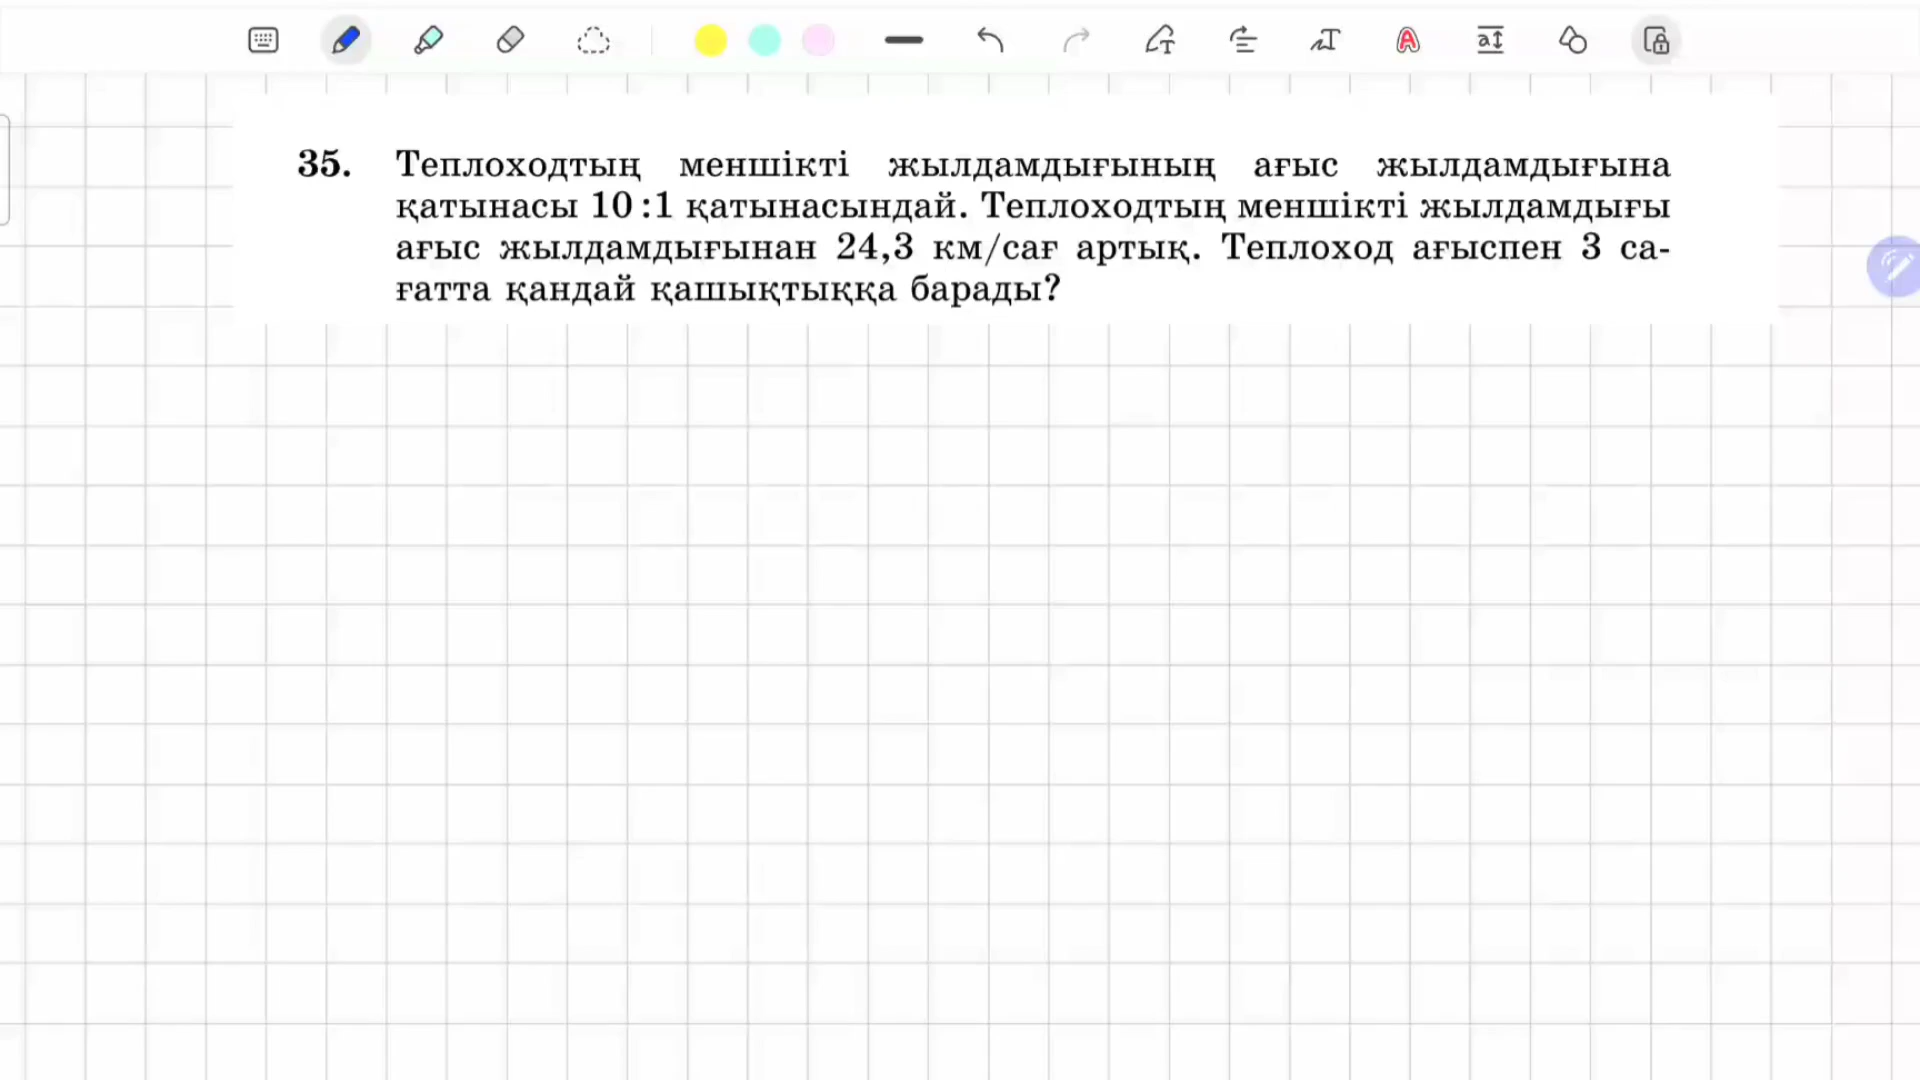 35. Теплоходтың меншікті жылдамдығының ағыс жылдамдығына
қатынасы 10 :1 қатынасындай. Теплоходтың меншікті жылдамдығы
ағыс жылдамдығынан 24,3 км/сағ артық. Теплоход ағыспен 3 са-
ғатта қандай қашықтыққа барады?